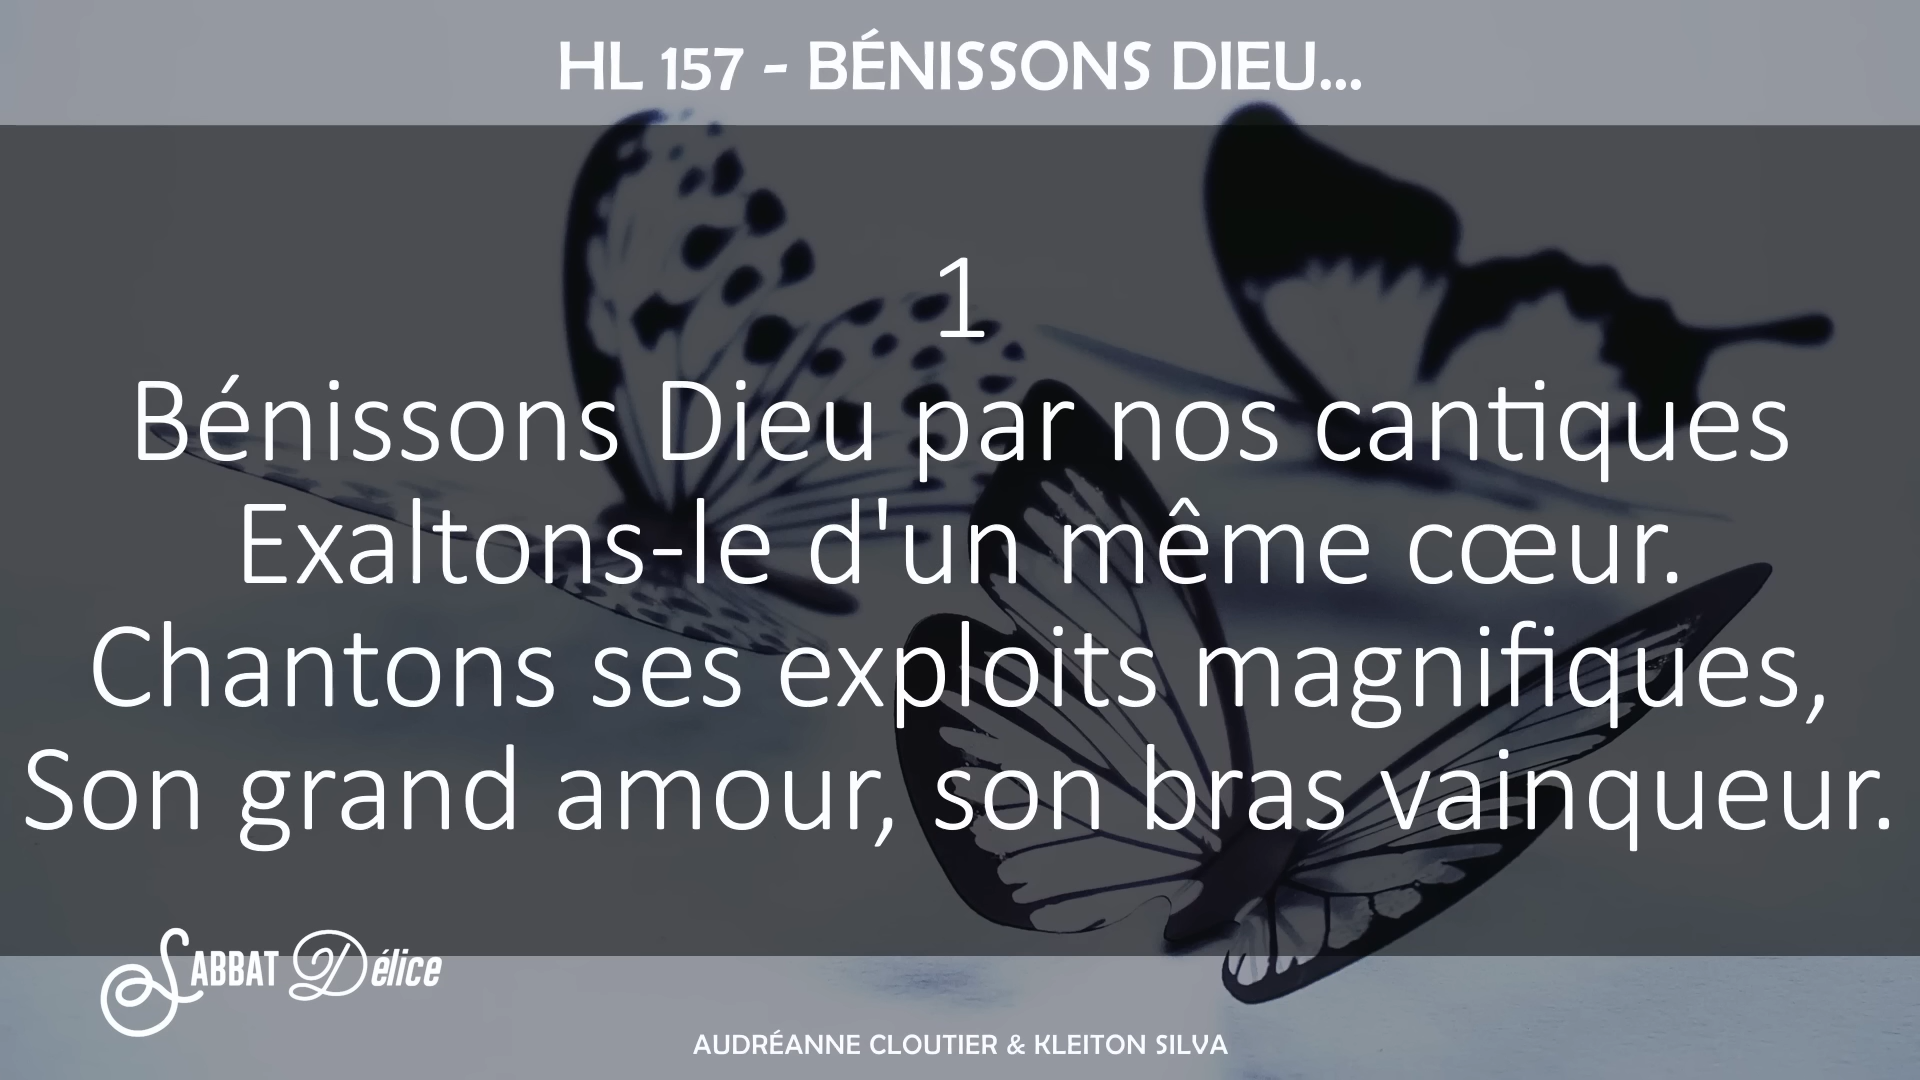 HL 157 - BÉNISSONS DIEU...
1
Bénissons Dieu par nos cantiques
Exaltons-le d'un même cœur.
Chantons ses exploits magnifiques,
Son grand amour, son bras vainqueur.
SABBAT Délice
AUDRÉANNE CLOUTIER & KLEITON SILVA